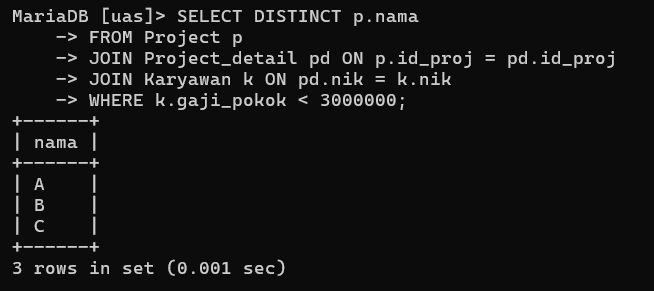 MariaDB [uas]> SELECT DISTINCT p.nama
    -> FROM Project p
    -> JOIN Project_detail pd ON p.id_proj = pd.id_proj
    -> JOIN Karyawan k ON pd.nik = k.nik
    -> WHERE k.gaji_pokok < 3000000;
+------+
| nama |
+------+
| A    |
| B    |
| C    |
+------+
3 rows in set (0.001 sec)